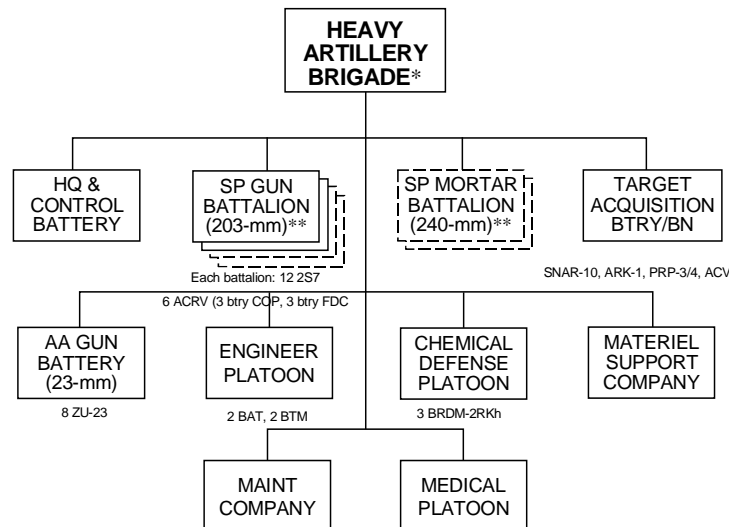 HEAVY
ARTILLERY
BRIGADE*
HQ &
CONTROL
BATTERY
SP GUN
BATTALION
(203-mm)**
SP MORTAR
BATTALION
(240-mm)**
TARGET
ACQUISITION
BTRY/BN
Each battalion: 12 2S7
6 ACRV (3 btry COP, 3 btry FDC
SNAR-10, ARK-1, PRP-3/4, ACV
AA GUN
BATTERY
(23-mm)
8 ZU-23
ENGINEER
PLATOON
2 BAT, 2 BTM
CHEMICAL
DEFENSE
PLATOON
3 BRDM-2RKh
MATERIEL
SUPPORT
COMPANY
MAINT
COMPANY
MEDICAL
PLATOON